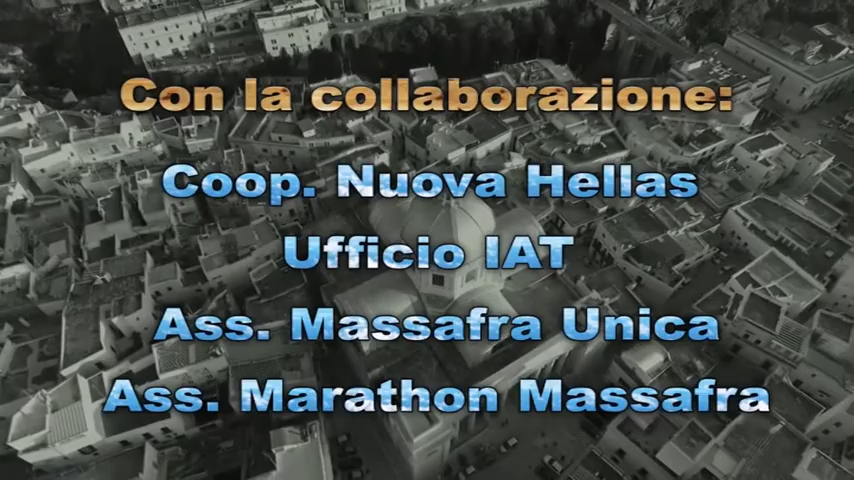 Con la collaborazione:
Coop. Nuova Hellas
Ufficio IAT
Ass. Massafra Unica
Ass. Marathon Massafra